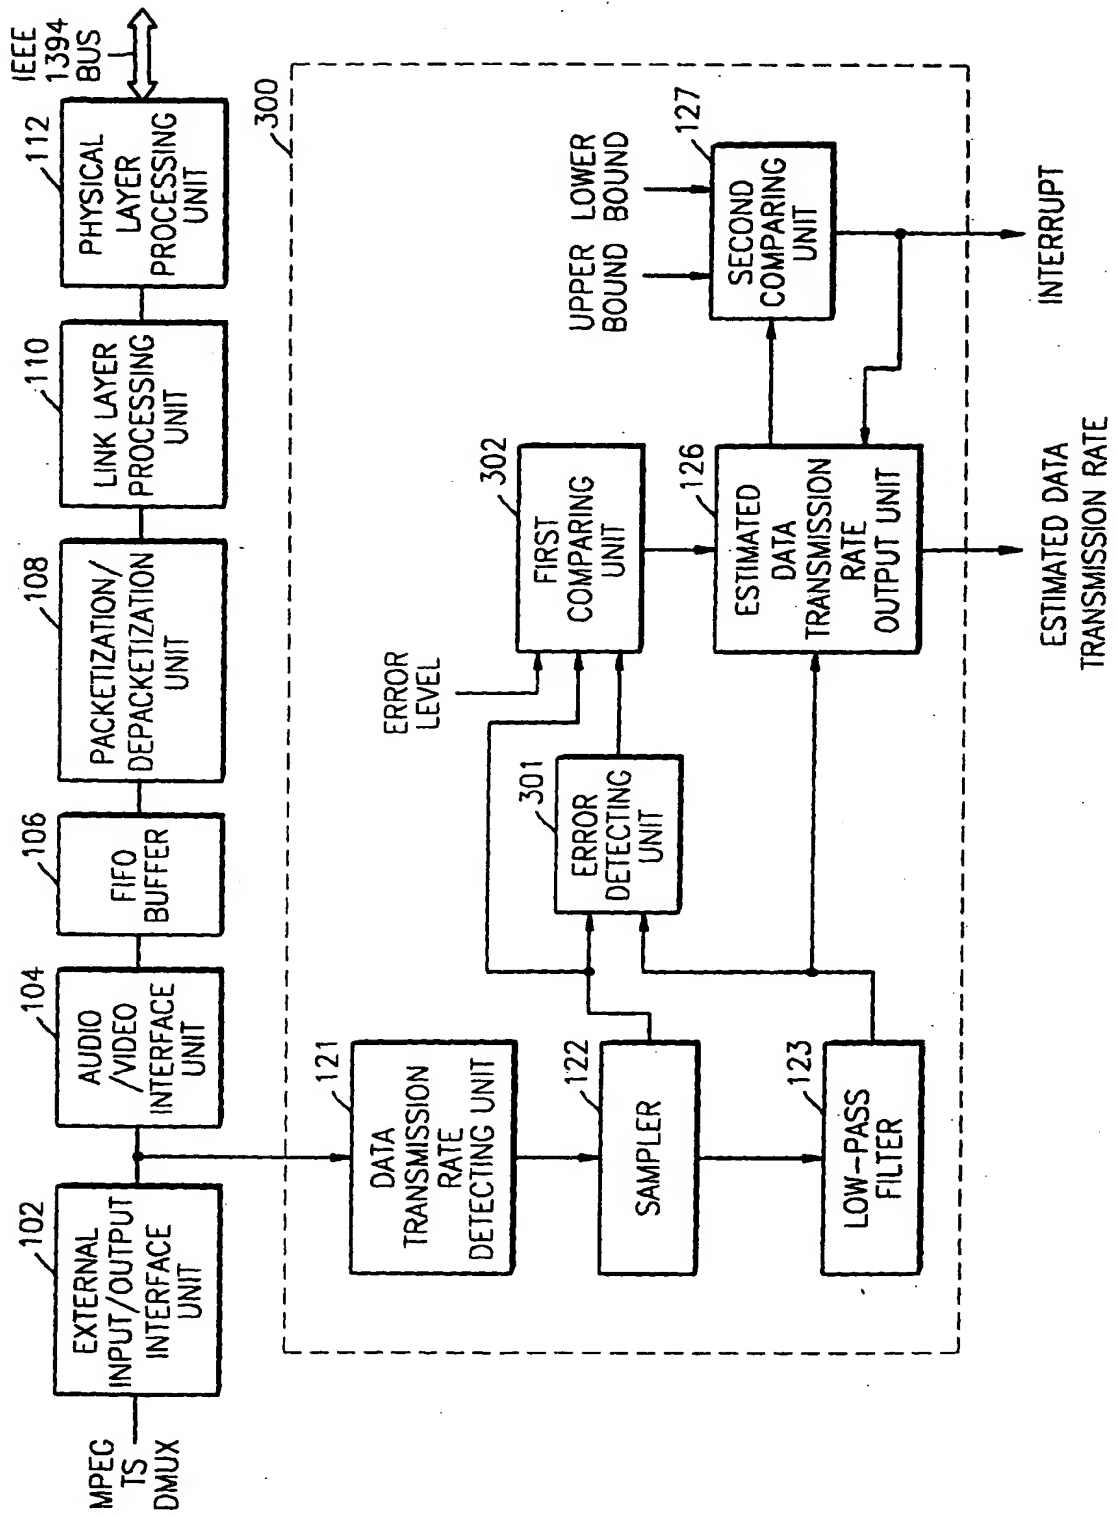 MPEG
TS
DMUX
102
EXTERNAL
INPUT/OUTPUT
INTERFACE
UNIT
104
AUDIO
/VIDEO
INTERFACE
UNIT
106
FIFO
BUFFER
108
PACKETIZATION/
DEPACKETIZATION
UNIT
110
LINK LAYER
PROCESSING
UNIT
112
PHYSICAL
LAYER
PROCESSING
UNIT
IEEE
1394
BUS
300
121
DATA
TRANSMISSION
RATE
DETECTING UNIT
122
SAMPLER
123
LOW-PASS
FILTER
301
ERROR
DETECTING
UNIT
ERROR
LEVEL
302
FIRST
COMPARING
UNIT
126
ESTIMATED
DATA
TRANSMISSION
RATE
OUTPUT UNIT
UPPER
BOUND
LOWER
BOUND
127
SECOND
COMPARING
UNIT
ESTIMATED DATA
TRANSMISSION RATE
INTERRUPT